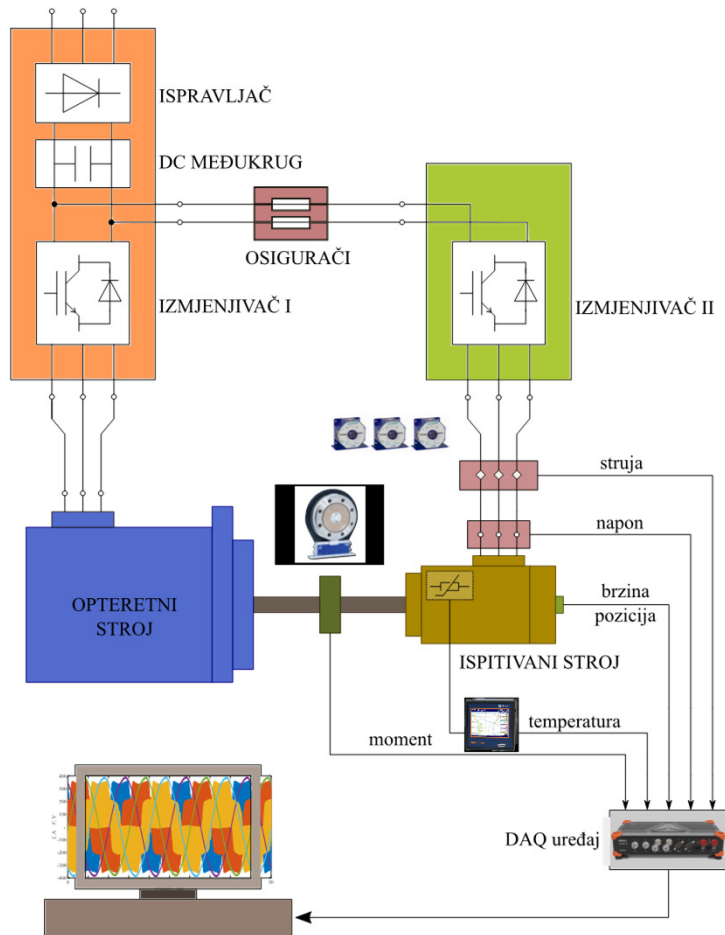 ISPRAVLJAČ
DC MEĐUKRUG
OSIGURAČI
IZMJENJIVAČ I
IZMJENJIVAČ II
struja
napon
OPTERETNI
STROJ
brzina
pozicija
ISPITIVANI STROJ
temperatura
moment
DAQ uređaj